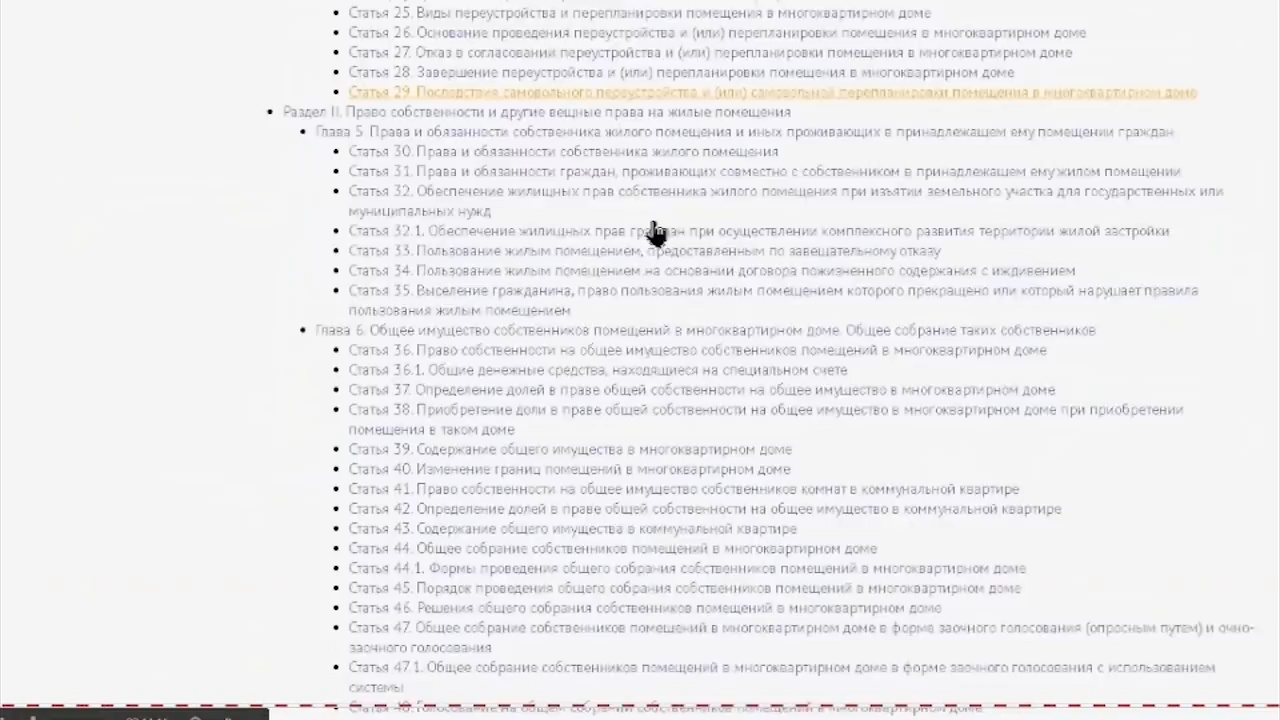 Статья 25. Виды переустройства и перепланировки помещения в многоквартирном доме
Статья 26. Основание проведения переустройства и (или) перепланировки помещения в многоквартирном доме
Статья 27. Отказ в согласовании переустройства и (или) перепланировки помещения в многоквартирном доме
Статья 28. Завершение переустройства и (или) перепланировки помещения в многоквартирном доме
Статья 29. Последствия самовольного переустройства и (или) самовольной перепланировки помещения в многоквартирном доме
Раздел II. Право собственности и другие вещные права на жилые помещения
Глава 5. Права и обязанности собственника жилого помещения и иных проживающих в принадлежащем ему помещении граждан
Статья 30. Права и обязанности собственника жилого помещения
Статья 31. Права и обязанности граждан, проживающих совместно с собственником в принадлежащем ему жилом помещении
Статья 32. Обеспечение жилищных прав собственника жилого помещения при изъятии земельного участка для государственных или
муниципальных нужд
Статья 32.1. Обеспечение жилищных прав граждан при осуществлении комплексного развития территории жилой застройки
Статья 33. Пользование жилым помещением, предоставленным по завещательному отказу
Статья 34. Пользование жилым помещением на основании договора пожизненного содержания с иждивением
Статья 35. Выселение гражданина, право пользования жилым помещением которого прекращено или который нарушает правила
пользования жилым помещением
Глава 6. Общее имущество собственников помещений в многоквартирном доме. Общее собрание таких собственников
Статья 36. Право собственности на общее имущество собственников помещений в многоквартирном доме
Статья 36.1. Общие денежные средства, находящиеся на специальном счете
Статья 37. Определение долей в праве общей собственности на общее имущество в многоквартирном доме
Статья 38. Приобретение доли в праве общей собственности на общее имущество в многоквартирном доме при приобретении
помещения в таком доме
Статья 39. Содержание общего имущества в многоквартирном доме
Статья 40. Изменение границ помещений в многоквартирном доме
Статья 41. Право собственности на общее имущество собственников комнат в коммунальной квартире
Статья 42. Определение долей в праве общей собственности на общее имущество в коммунальной квартире
Статья 43. Содержание общего имущества в коммунальной квартире
Статья 44. Общее собрание собственников помещений в многоквартирном доме
Статья 44.1. Формы проведения общего собрания собственников помещений в многоквартирном доме
Статья 45. Порядок проведения общего собрания собственников помещений в многоквартирном доме
Статья 46. Решения общего собрания собственников помещений в многоквартирном доме
Статья 47. Общее собрание собственников помещений в многоквартирном доме в форме заочного голосования (опросным путем) и очно-
заочного голосования
Статья 47.1. Общее собрание собственников помещений в многоквартирном доме в форме заочного голосования с использованием
системы
Статья 48. Голосование на общем собрании собственников помещений в многоквартирном доме